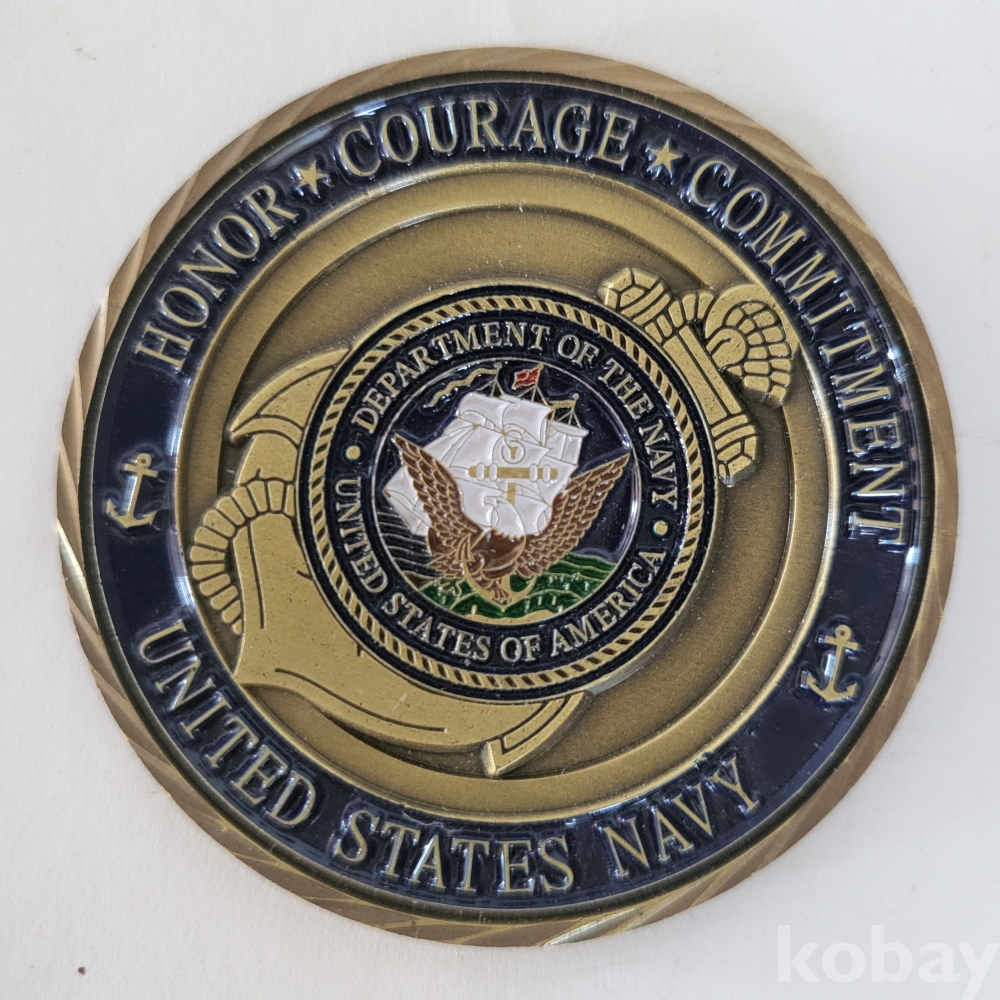 HONOR ★ COURAGE ★ COMMITMENT
DEPARTMENT OF THE NAVY
UNITED STATES OF AMERICA
UNITED STATES NAVY
kobay